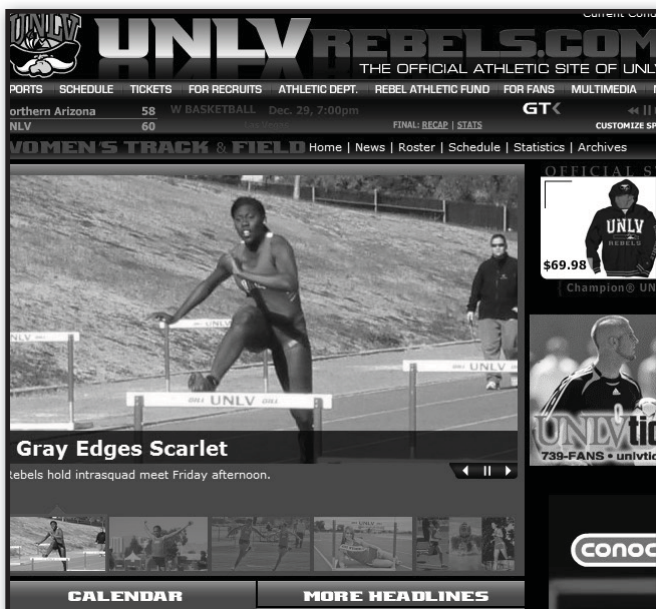 UNLV
UNLVREBELS.COM
THE OFFICIAL ATHLETIC SITE OF UNLV
PORTS SCHEDULE TICKETS FOR RECRUITS ATHLETIC DEPT. REBEL ATHLETIC FUND FOR FANS MULTIMEDIA
orthern Arizona 58 W BASKETBALL Dec. 29, 7:00pm
NLV 60 FINAL: RECAP | STATS
GT
CUSTOMIZE SP
WOMEN'S TRACK & FIELD Home | News | Roster | Schedule | Statistics | Archives
OFFICIAL ST
UNLV
REBELS
$69.98
Champion® UN
UNLV
UNLV
Gray Edges Scarlet
Rebels hold intrasquad meet Friday afternoon.
UNLVtic
739-FANS • unlvtic
conoc
CALENDAR MORE HEADLINES